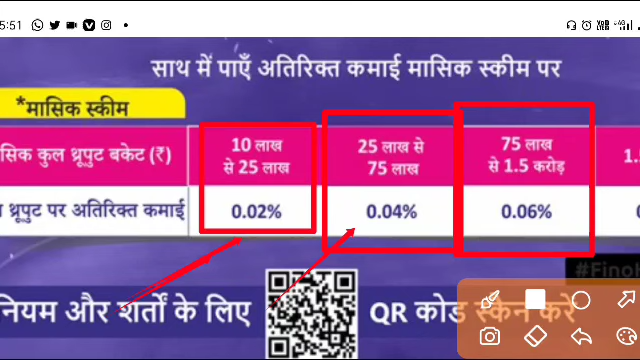 5:51
साथ में पाएँ अतिरिक्त कमाई मासिक स्कीम पर
*मासिक स्कीम
सिक कुल थ्रूपुट बकेट (₹) 10 लाख से 25 लाख 25 लाख से 75 लाख 75 लाख से 1.5 करोड़ 1.
थ्रूपुट पर अतिरिक्त कमाई 0.02% 0.04% 0.06%
#Fino
नियम और शर्तों के लिए QR कोड स्कैन करें